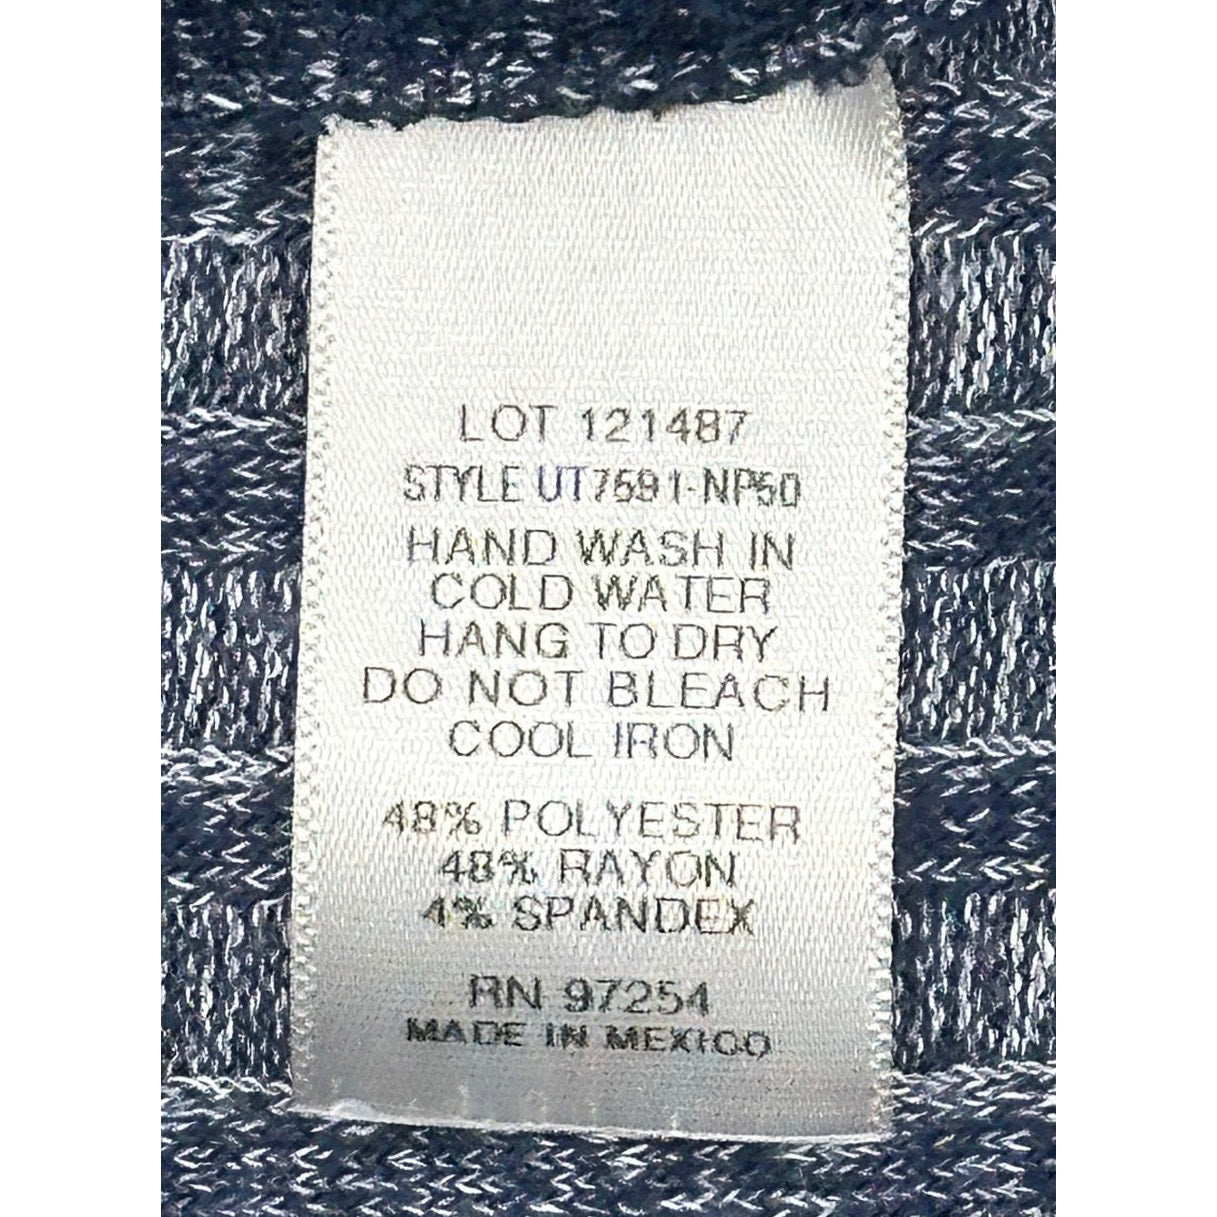 LOT 121487
STYLE UT7591-NP50
HAND WASH IN
COLD WATER
HANG TO DRY
DO NOT BLEACH
COOL IRON
48% POLYESTER
48% RAYON
4% SPANDEX
RN 97254
MADE IN MEXICO